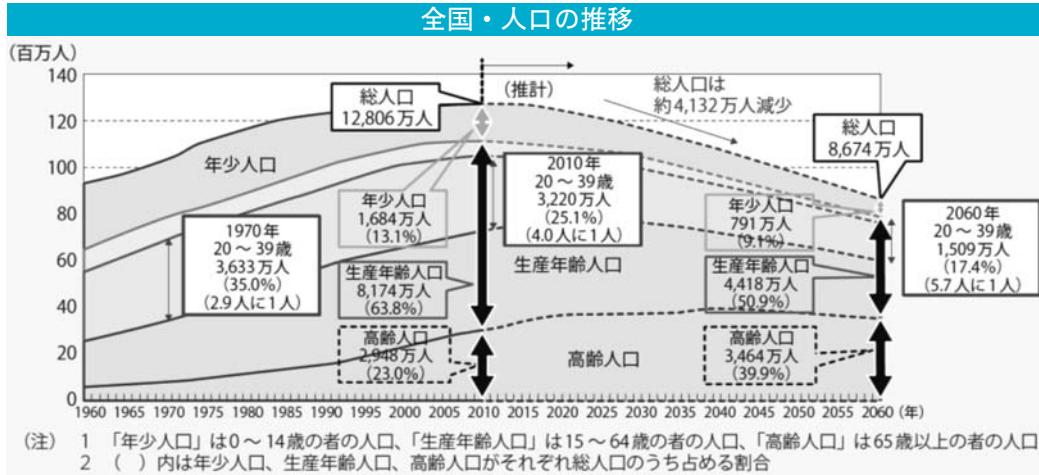 全国・人口の推移
(百万人)
140
120
100
80
60
40
20
0
(推計)
総人口
12,806万人
総人口は
約4,132万人減少
総人口
8,674万人
年少人口
1970年
20～39歳
3,633万人
(35.0%)
(2.9人に1人)
年少人口
1,684万人
(13.1%)
2010年
20～39歳
3,220万人
(25.1%)
(4.0人に1人)
年少人口
791万人
(9.1%)
2060年
20～39歳
1,509万人
(17.4%)
(5.7人に1人)
生産年齢人口
8,174万人
(63.8%)
生産年齢人口
生産年齢人口
4,418万人
(50.9%)
高齢人口
2,948万人
(23.0%)
高齢人口
高齢人口
3,464万人
(39.9%)
1960 1965 1970 1975 1980 1985 1990 1995 2000 2005 2010 2015 2020 2025 2030 2035 2040 2045 2050 2055 2060 (年)
(注) 1 「年少人口」は0～14歳の者の人口、「生産年齢人口」は15～64歳の者の人口、「高齢人口」は65歳以上の者の人口
2 ( )内は年少人口、生産年齢人口、高齢人口がそれぞれ総人口のうち占める割合